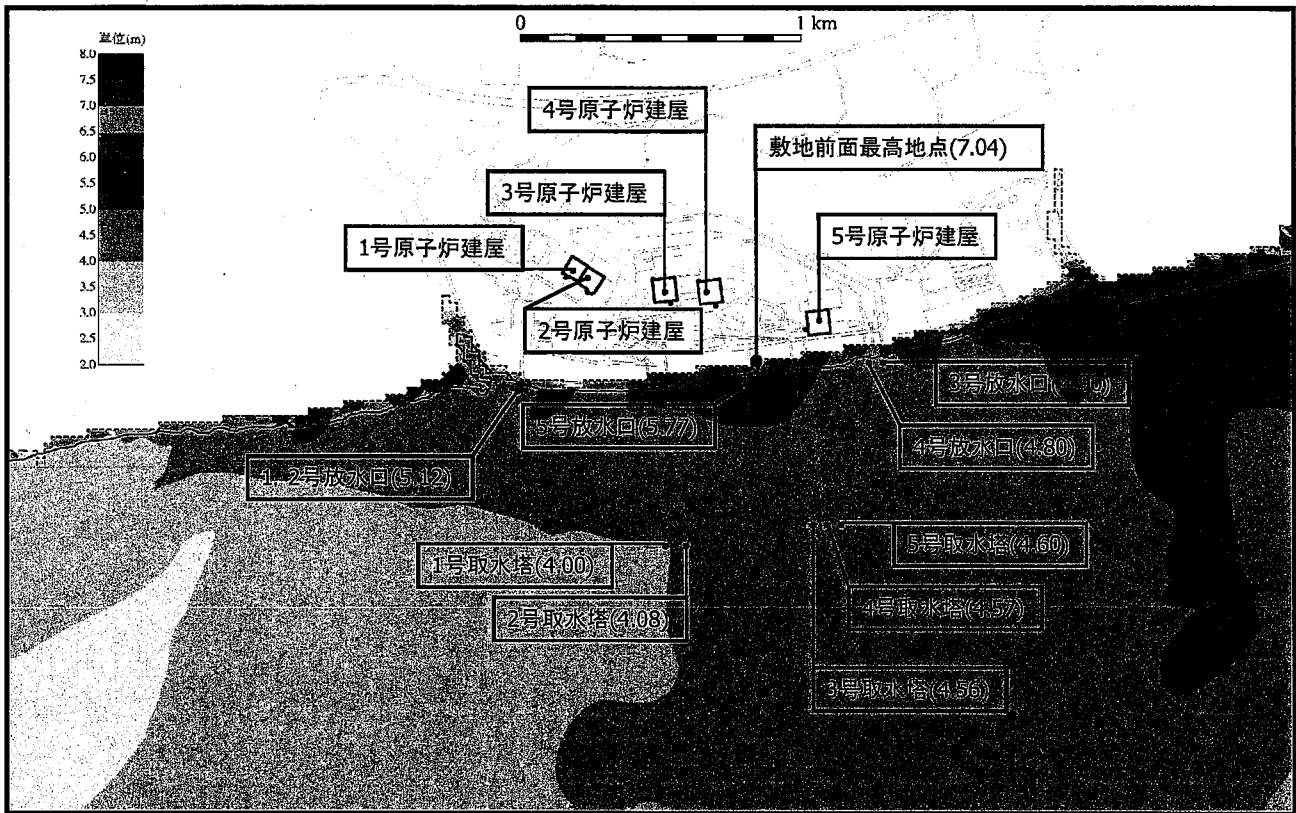 0 1 km
単位(m)
8.0
7.5
7.0
6.5
6.0
5.5
5.0
4.5
4.0
3.0
2.0
4号原子炉建屋
敷地前面最高地点(7.04)
3号原子炉建屋
5号原子炉建屋
1号原子炉建屋
2号原子炉建屋
3号放水口
5号放水口(5.77)
4号放水口(4.80)
1, 2号放水口(5.12)
5号取水塔(4.60)
1号取水塔(4.00)
4号取水塔(4.57)
2号取水塔(4.08)
3号取水塔(4.56)